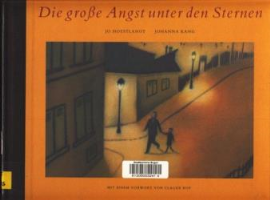 Die große Angst unter den Sternen
JO HOESTLANDT JOHANNA KANG
MIT EINEM VORWORT VON